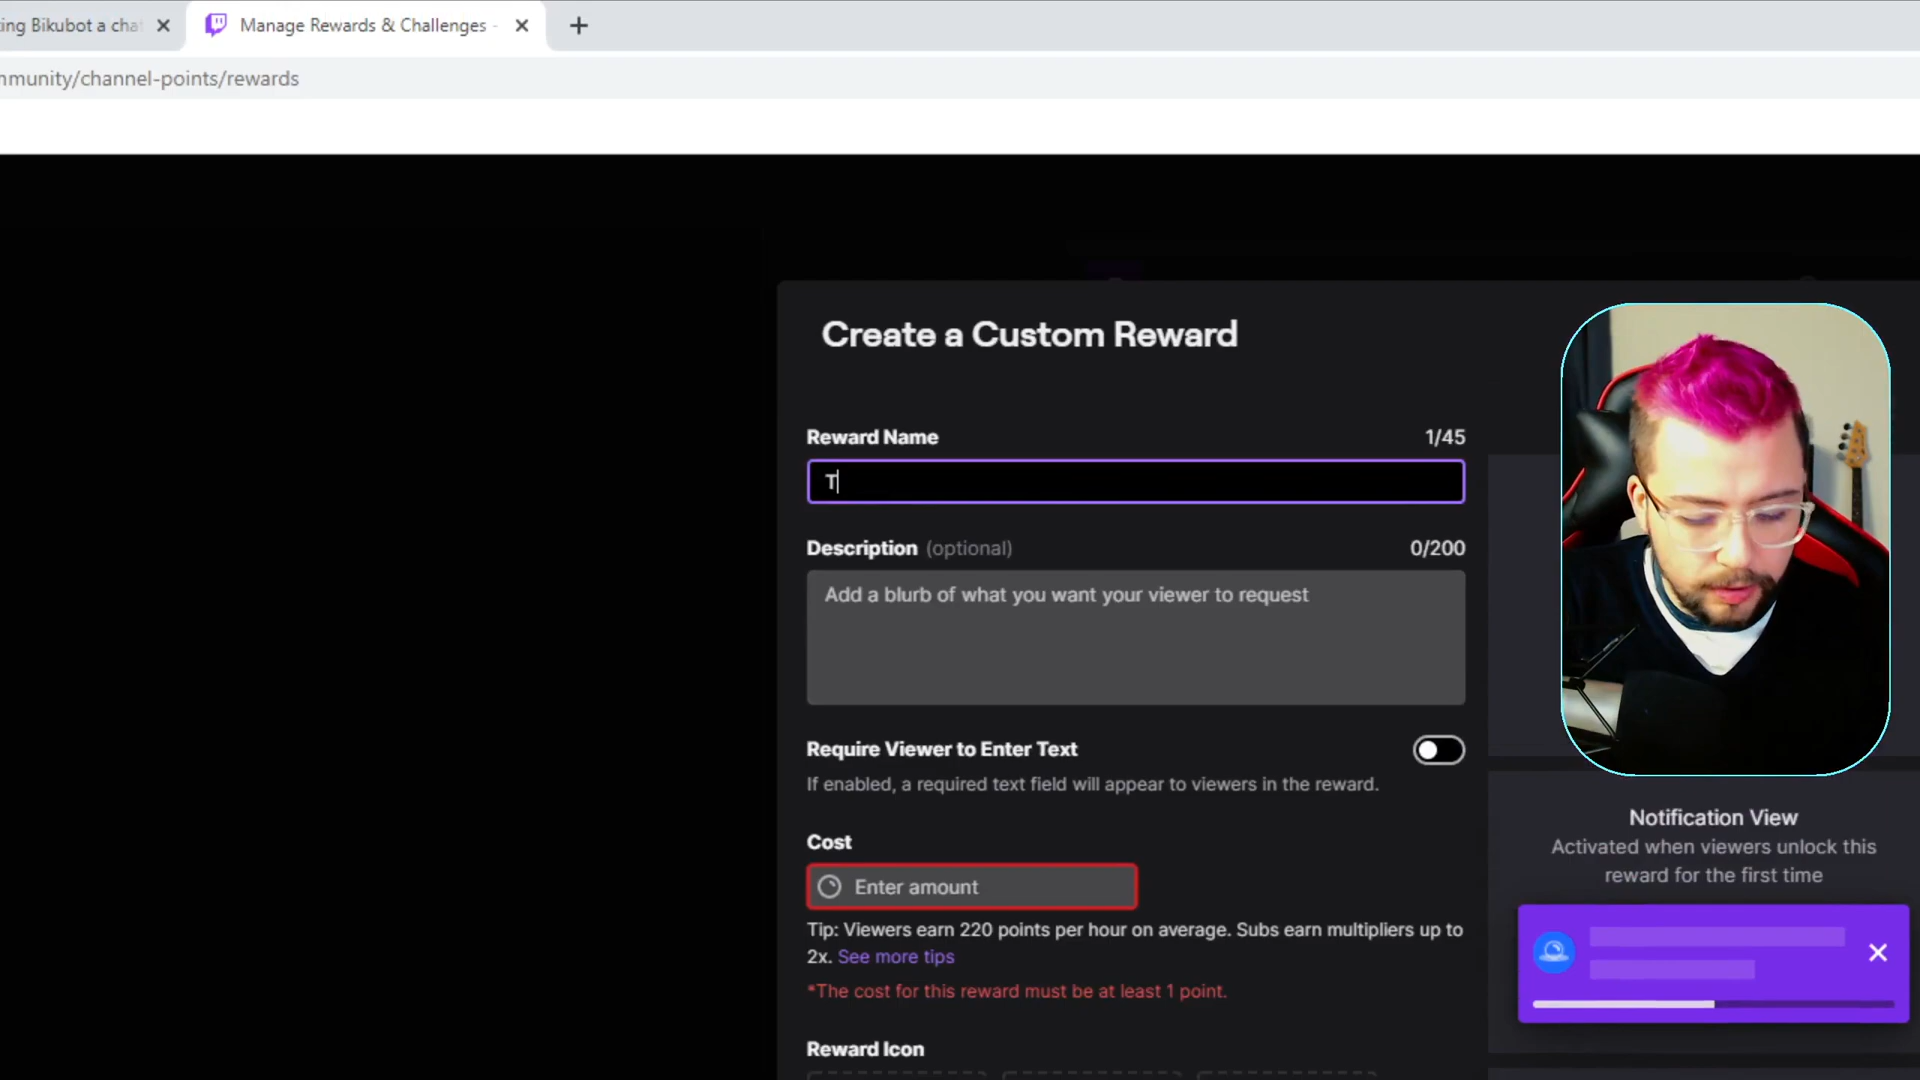 ing Bikubot a cha
Manage Rewards & Challenges -
mmunity/channel-points/rewards
Create a Custom Reward
Reward Name
1/45
T
Description (optional)
0/200
Add a blurb of what you want your viewer to request
Require Viewer to Enter Text
If enabled, a required text field will appear to viewers in the reward.
Cost
Enter amount
Tip: Viewers earn 220 points per hour on average. Subs earn multipliers up to
2x. See more tips
*The cost for this reward must be at least 1 point.
Reward Icon
Notification View
Activated when viewers unlock this
reward for the first time